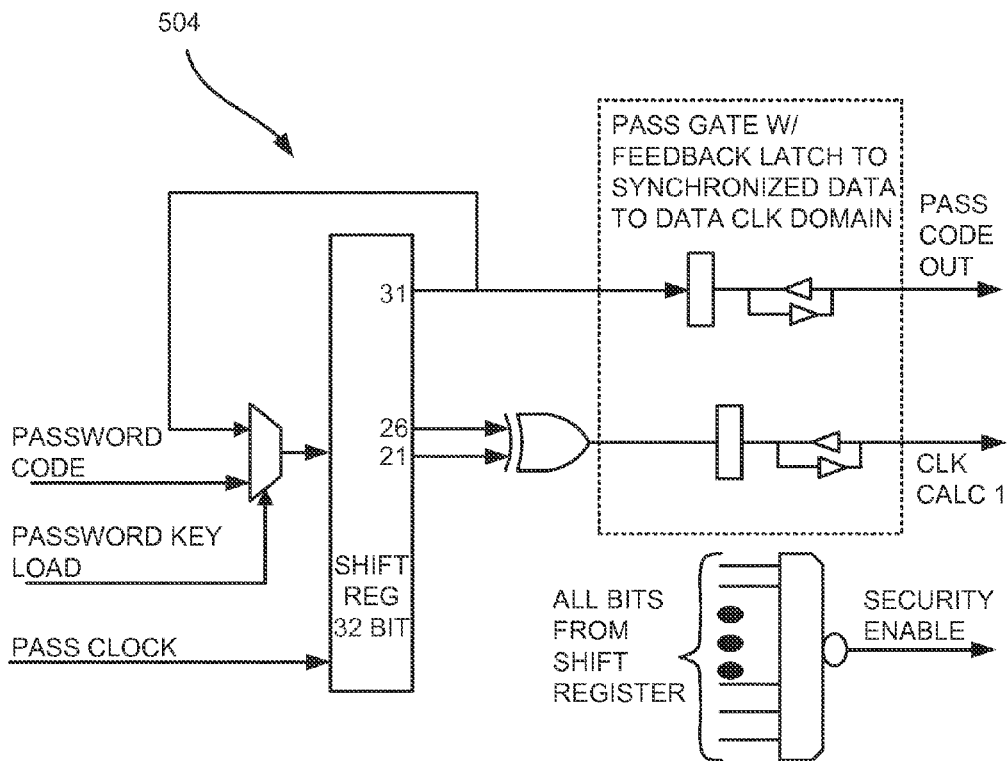 504
PASS GATE W/
FEEDBACK LATCH TO
SYNCHRONIZED DATA
TO DATA CLK DOMAIN
PASS
CODE
OUT
31
26
21
PASSWORD
CODE
PASSWORD KEY
LOAD
PASS CLOCK
SHIFT
REG
32 BIT
CLK
CALC 1
ALL BITS
FROM
SHIFT
REGISTER
SECURITY
ENABLE